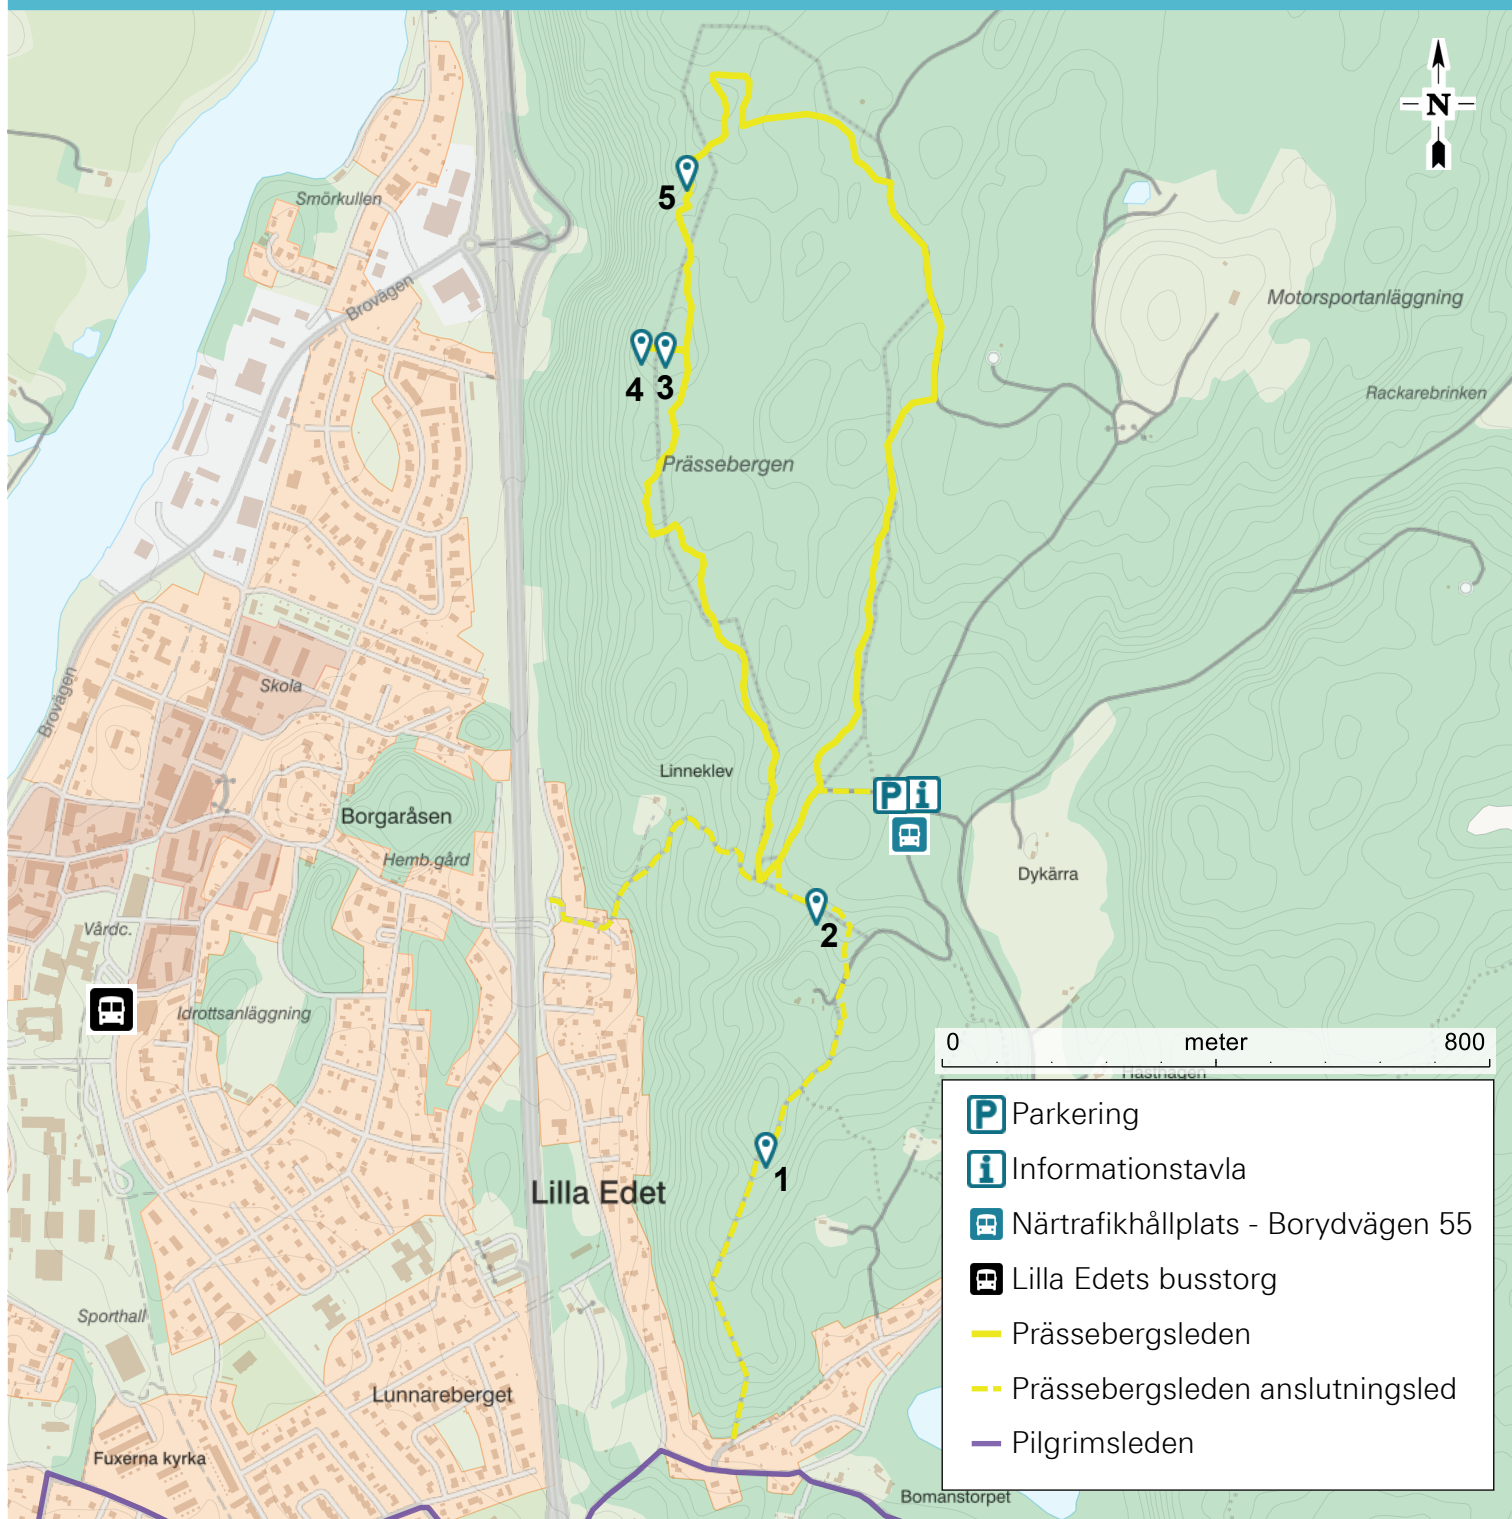 N
Smörkullen
5
Brovägen
Motorsportanläggning
4 3
Rackarebrinken
Prässebergen
Skola
Brovägen
Linneklev
P i
Borgaråsen
Hemb.gård
Dykärra
Vårdc.
2
Idrottsanläggning
0 meter 800
Hästhagen
P Parkering
i Informationstavla
1
Lilla Edet
Närtrafikhållplats - Borydvägen 55
Lilla Edets busstorg
Sporthall
Prässebergsleden
Prässebergsleden anslutningsled
Lunnareberget
Pilgrimsleden
Fuxerna kyrka
Bomanstorpet